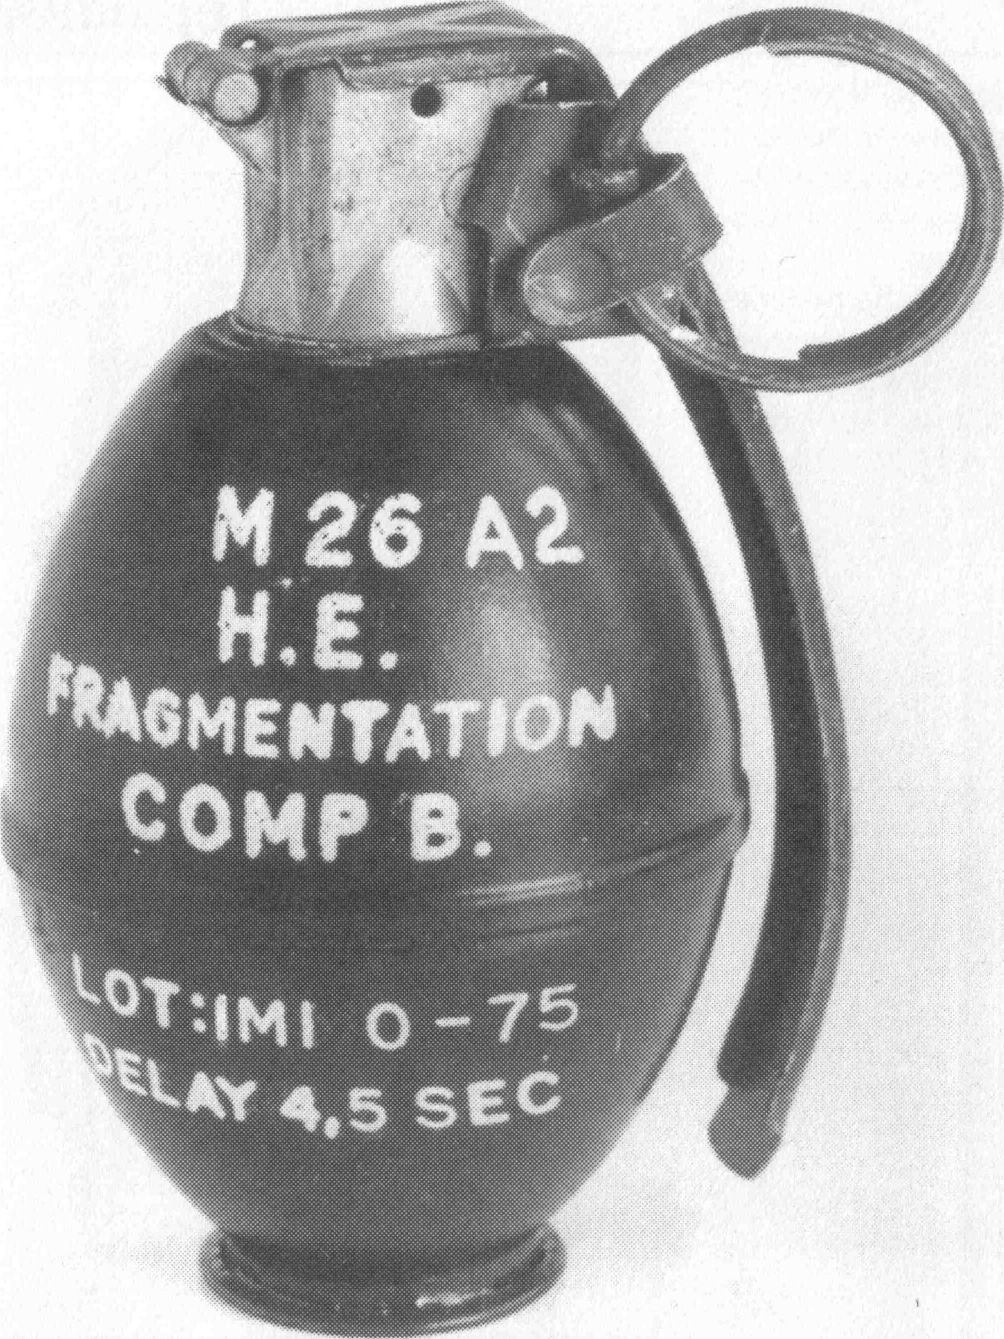 M 26 A2
H.E.
FRAGMENTATION
COMP B.
LOT:IMI 0-75
DELAY 4,5 SEC